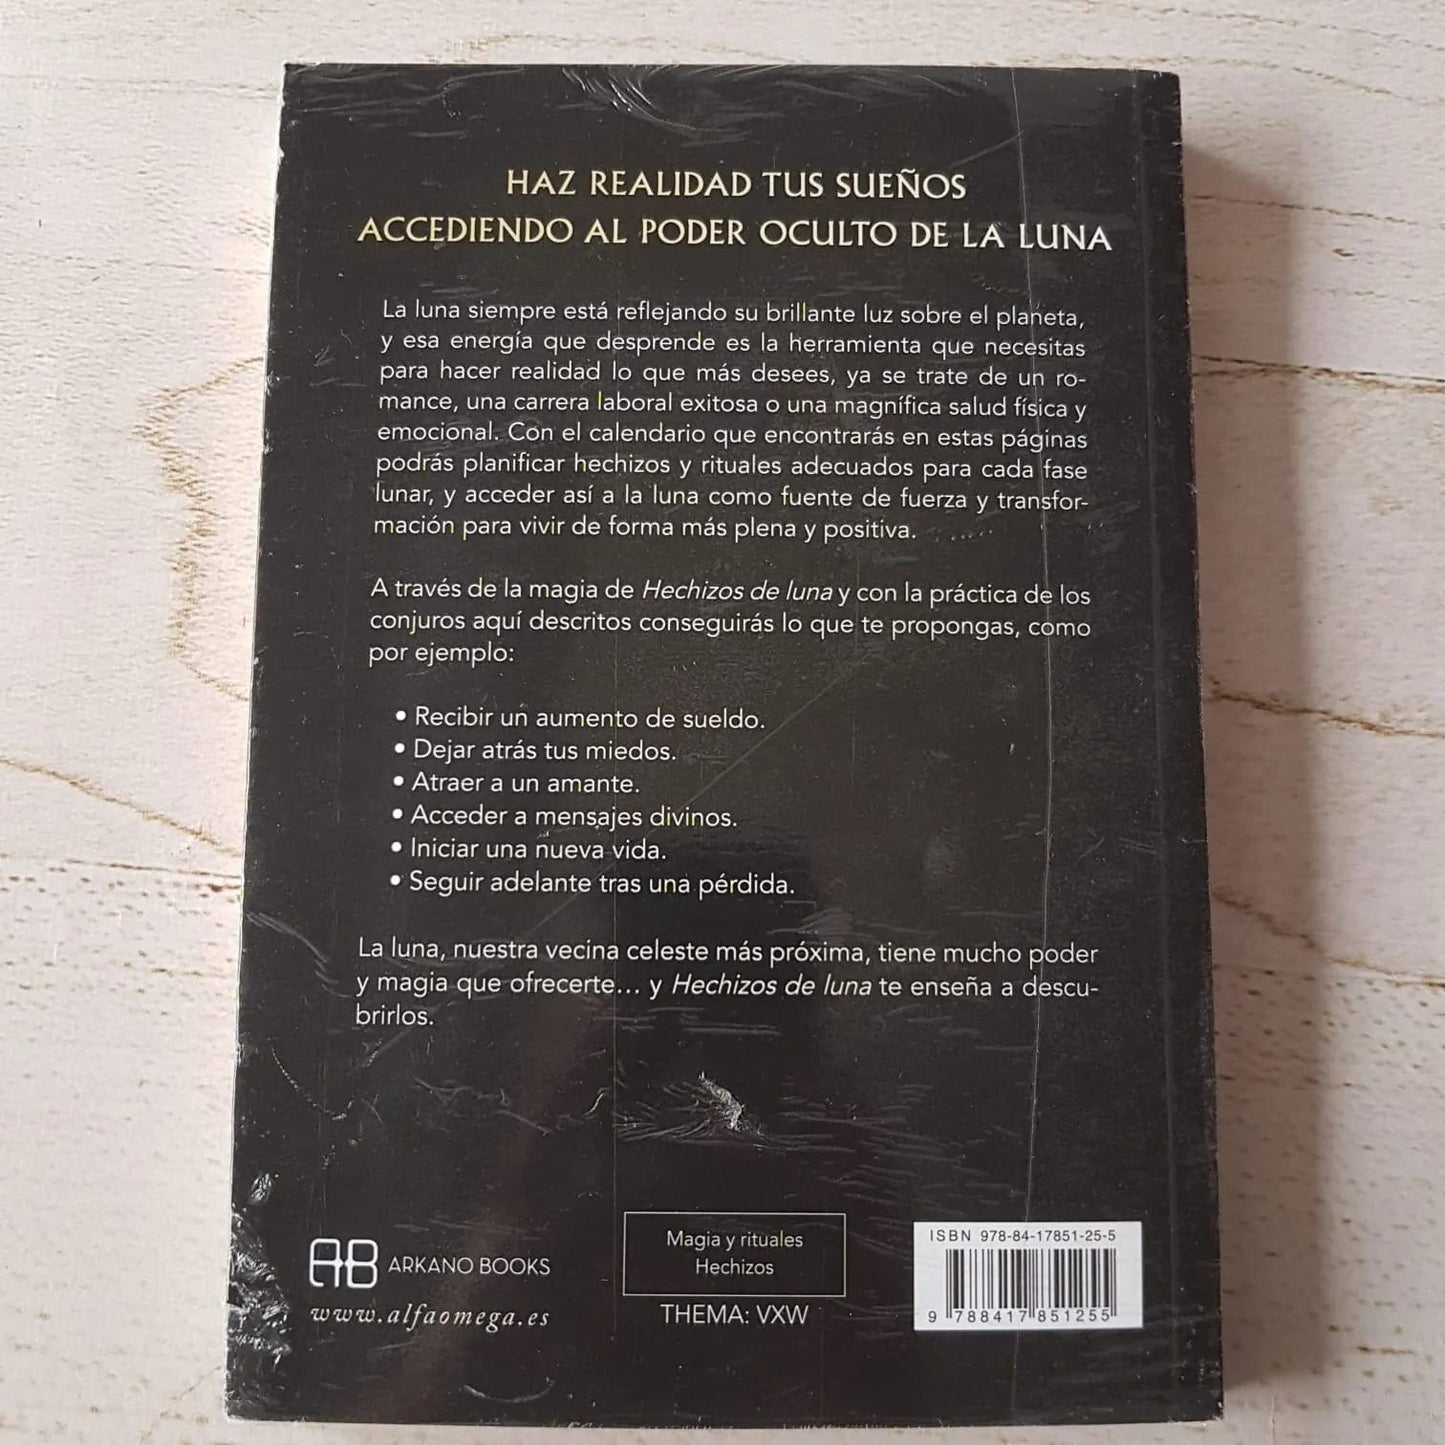 HAZ REALIDAD TUS SUEÑOS
ACCEDIENDO AL PODER OCULTO DE LA LUNA
La luna siempre está reflejando su brillante luz sobre el planeta,
y esa energía que desprende es la herramienta que necesitas
para hacer realidad lo que más desees, ya se trate de un ro-
mance, una carrera laboral exitosa o una magnífica salud física y
emocional. Con el calendario que encontrarás en estas páginas
podrás planificar hechizos y rituales adecuados para cada fase
lunar, y acceder así a la luna como fuente de fuerza y transfor-
mación para vivir de forma más plena y positiva.
A través de la magia de Hechizos de luna y con la práctica de los
conjuros aquí descritos conseguirás lo que te propongas, como
por ejemplo:
• Recibir un aumento de sueldo.
• Dejar atrás tus miedos.
• Atraer a un amante.
• Acceder a mensajes divinos.
• Iniciar una nueva vida.
• Seguir adelante tras una pérdida.
La luna, nuestra vecina celeste más próxima, tiene mucho poder
y magia que ofrecerte… y Hechizos de luna te enseña a descu-
brirlos.
AB ARKANO BOOKS
www.alfaomega.es
Magia y rituales
Hechizos
THEMA: VXW
ISBN 978-84-17851-25-5
9 788417 851255